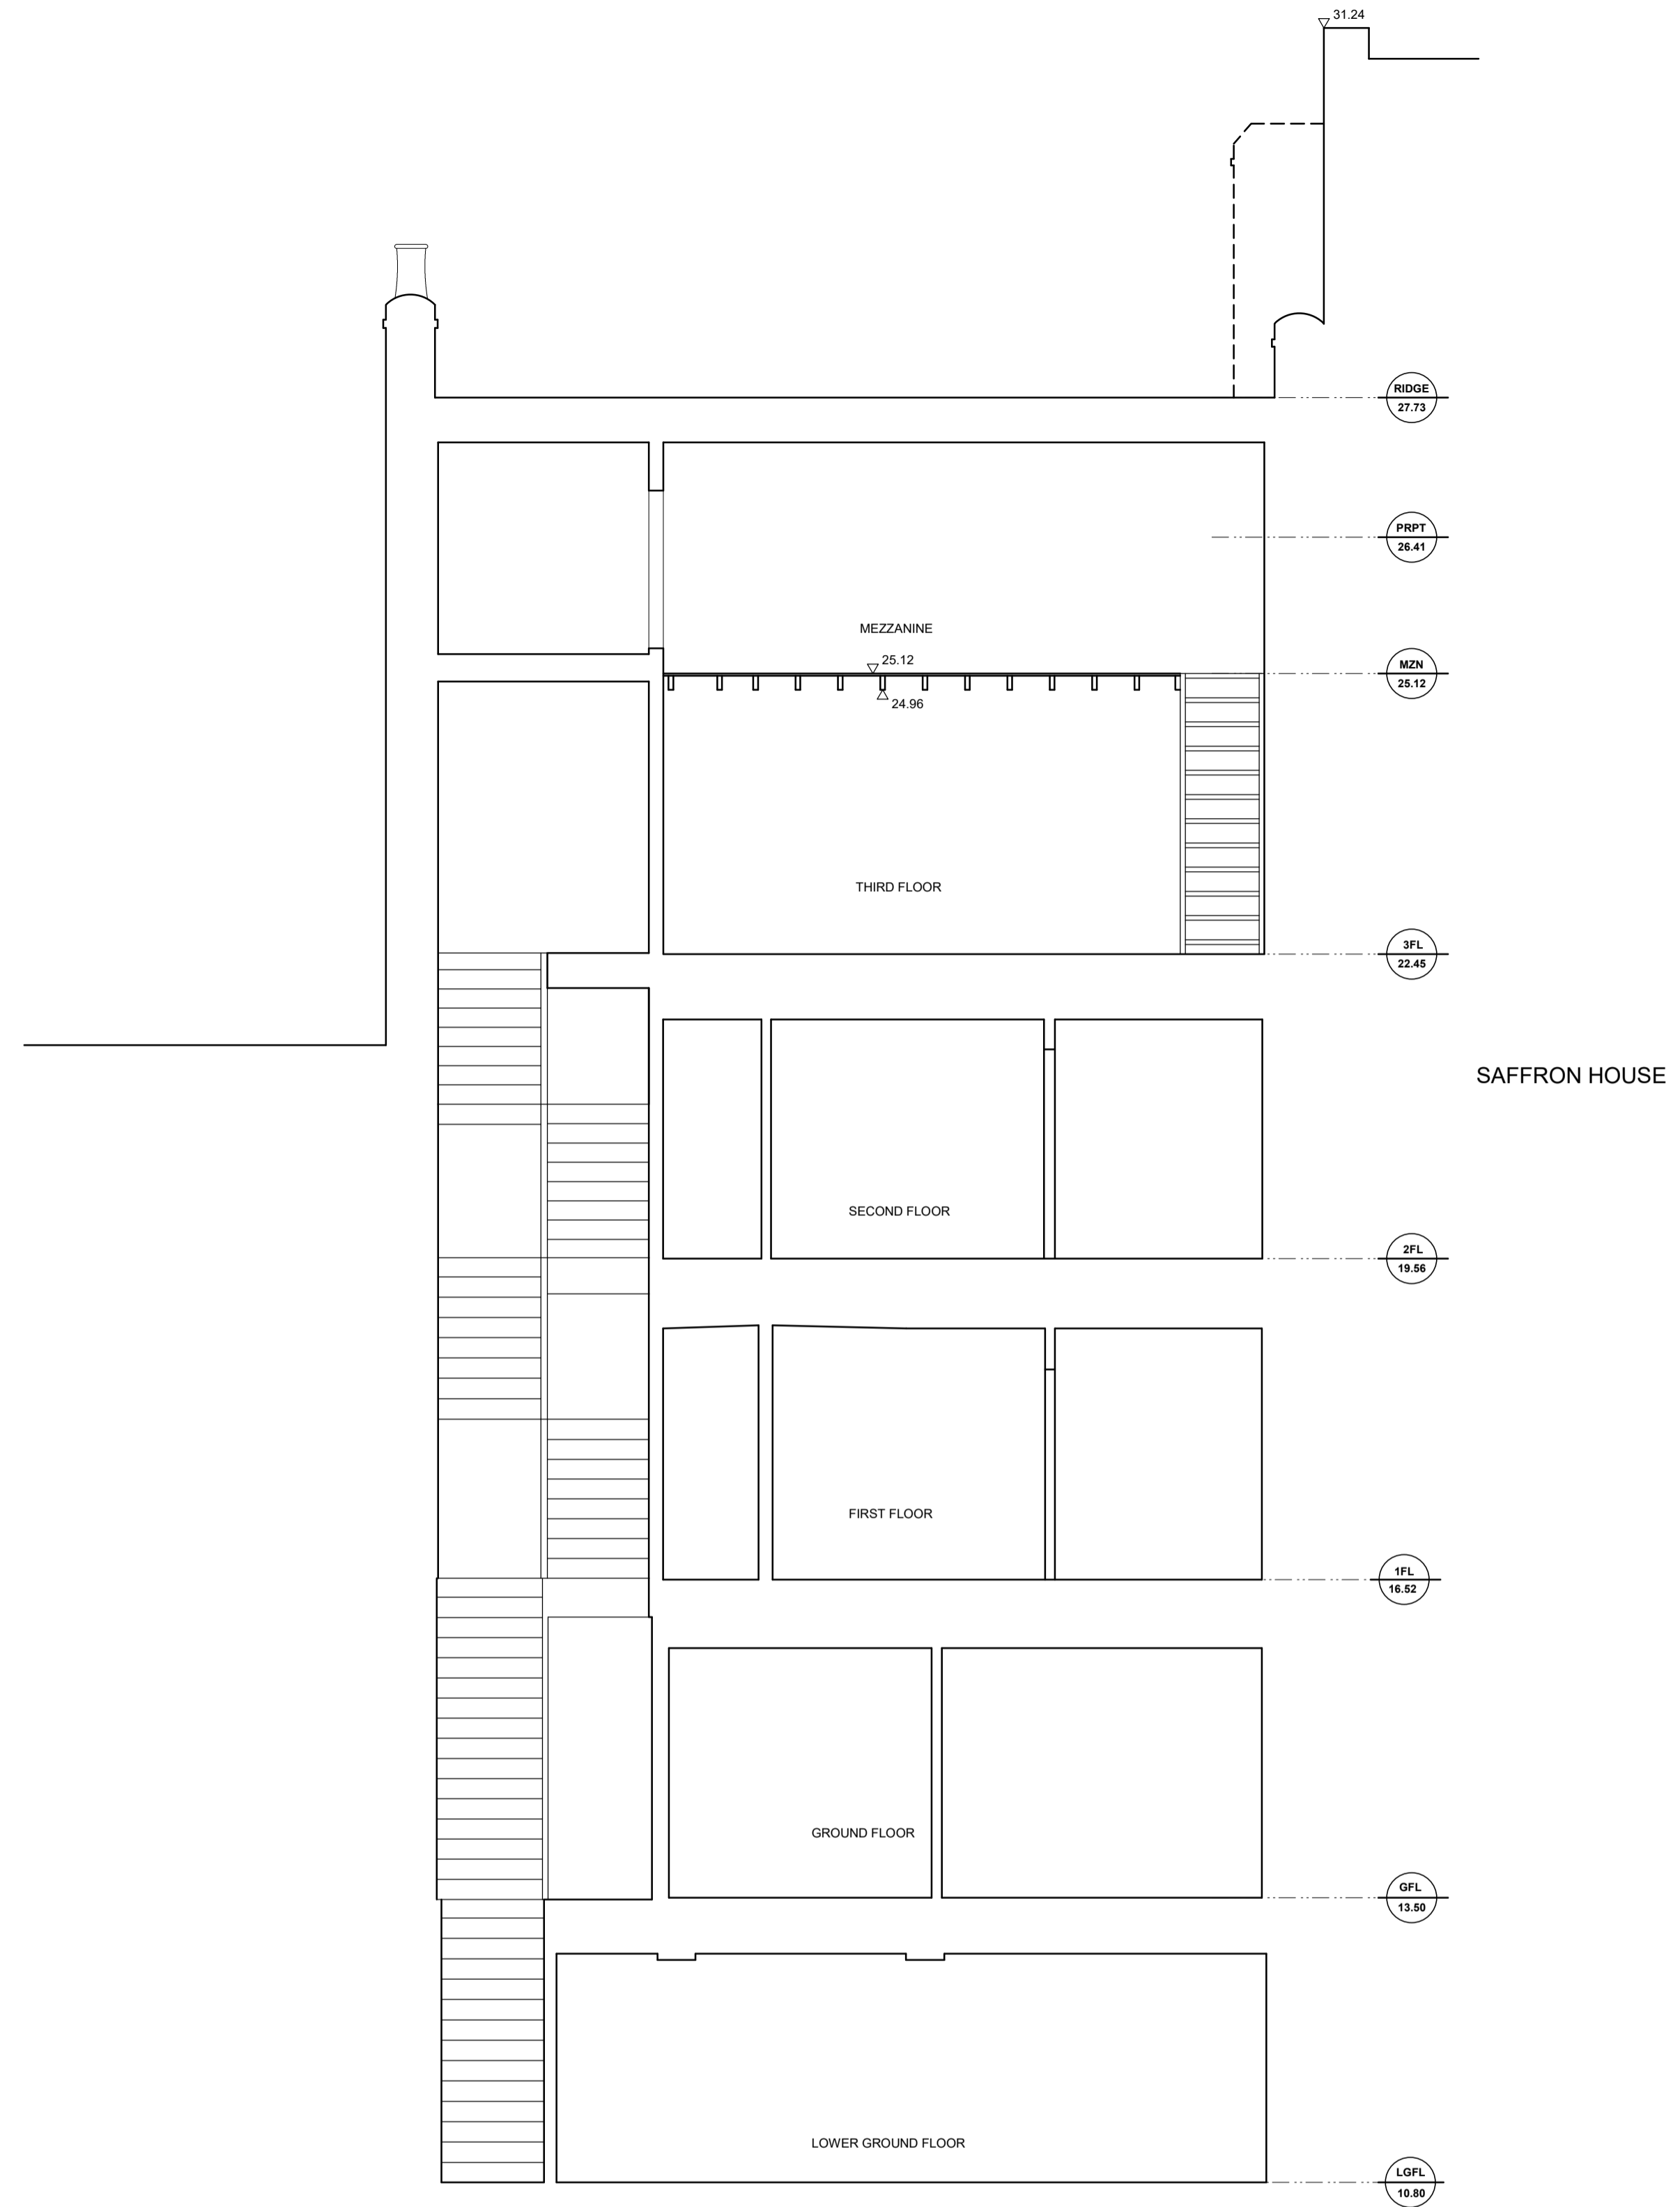 31.24
RIDGE
27.73
PRPT
26.41
MEZZANINE
25.12
MZN
25.12
24.96
THIRD FLOOR
3FL
22.45
SAFFRON HOUSE
SECOND FLOOR
2FL
19.56
FIRST FLOOR
1FL
16.52
GROUND FLOOR
GFL
13.50
LOWER GROUND FLOOR
LGFL
10.80